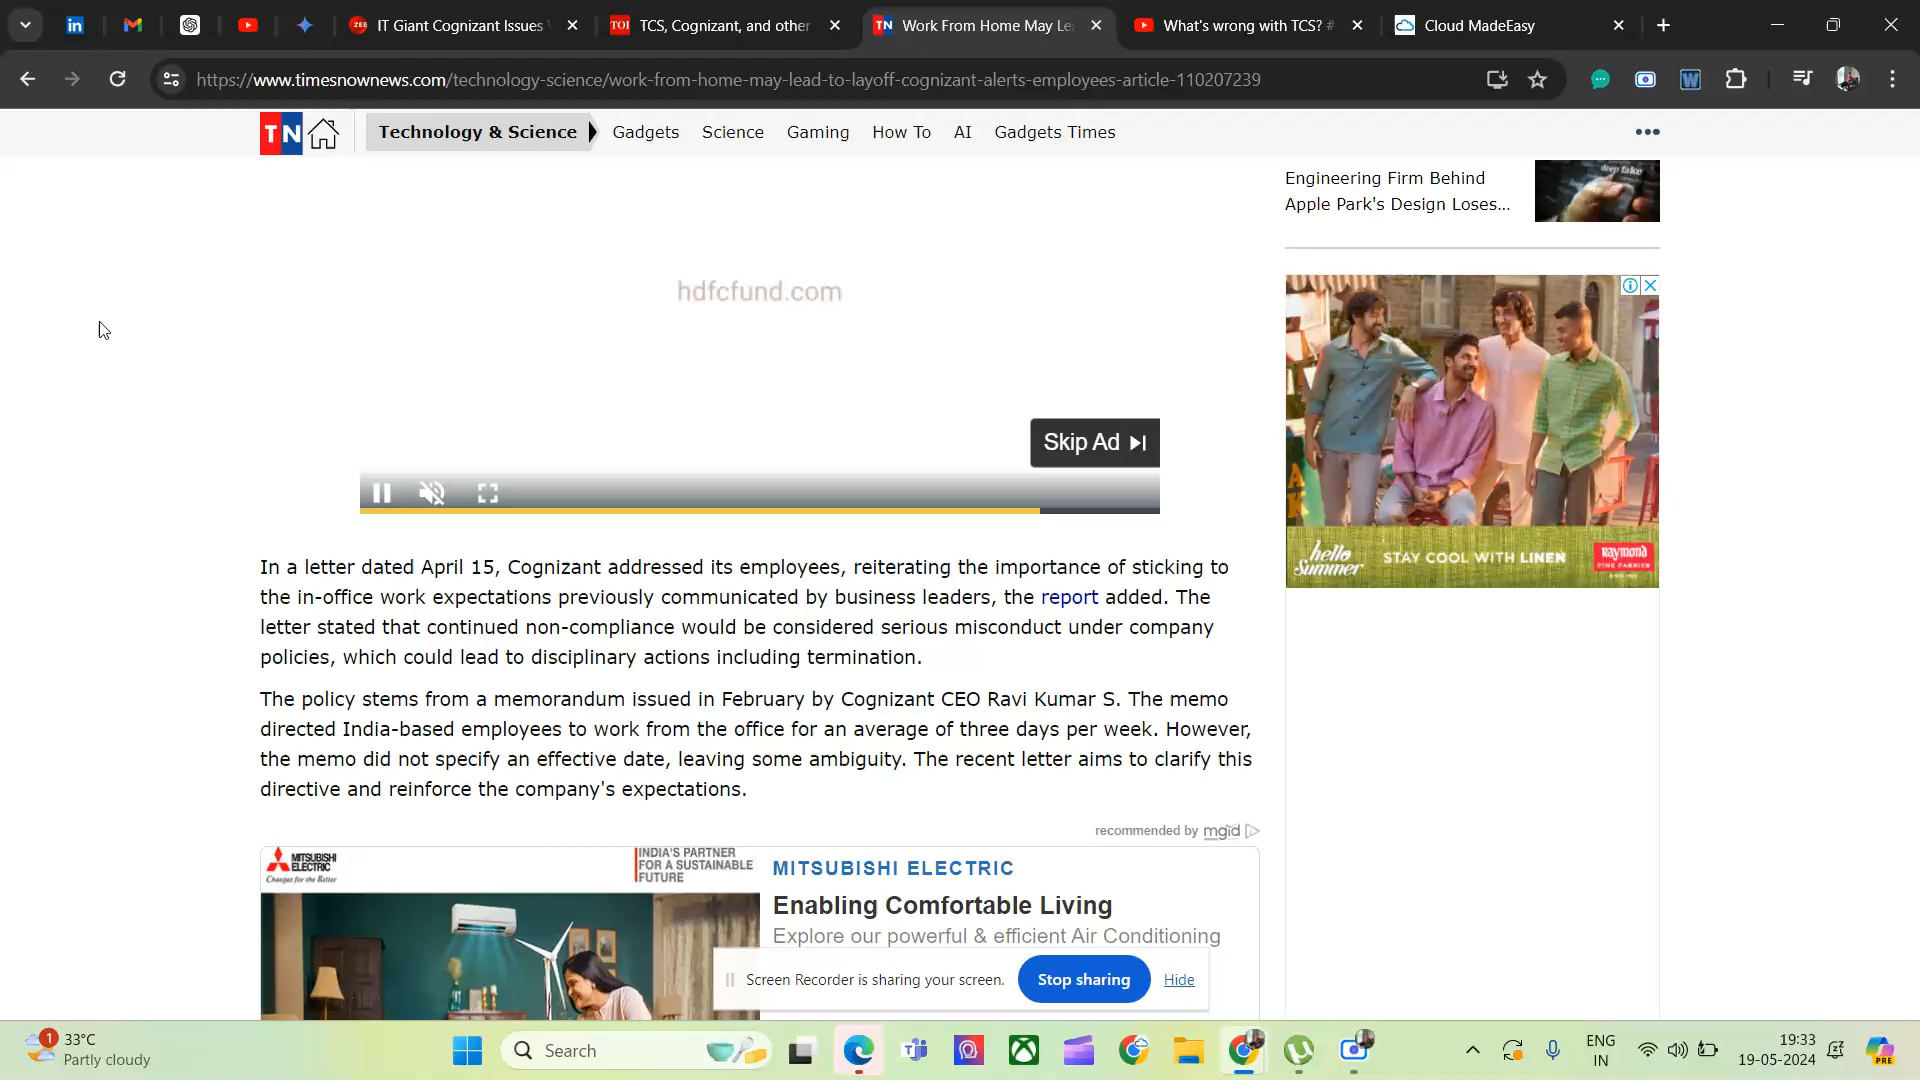 IT Giant Cognizant Issues
TOI
TCS, Cognizant, and other
TN
Work From Home May Le
What's wrong with TCS? #
Cloud MadeEasy
https://www.timesnownews.com/technology-science/work-from-home-may-lead-to-layoff-cognizant-alerts-employees-article-110207239
TN
Technology & Science
Gadgets
Science
Gaming
How To
AI
Gadgets Times
Engineering Firm Behind
Apple Park's Design Loses...
deep fake
hdfcfund.com
Skip Ad
hello
Summer
STAY COOL WITH LINEN
Raymond
FINE FABRICS
In a letter dated April 15, Cognizant addressed its employees, reiterating the importance of sticking to
the in-office work expectations previously communicated by business leaders, the report added. The
letter stated that continued non-compliance would be considered serious misconduct under company
policies, which could lead to disciplinary actions including termination.
The policy stems from a memorandum issued in February by Cognizant CEO Ravi Kumar S. The memo
directed India-based employees to work from the office for an average of three days per week. However,
the memo did not specify an effective date, leaving some ambiguity. The recent letter aims to clarify this
directive and reinforce the company's expectations.
recommended by mgid
MITSUBISHI
ELECTRIC
Changes for the Better
INDIA'S PARTNER
FOR A SUSTAINABLE
FUTURE
MITSUBISHI ELECTRIC
Enabling Comfortable Living
Explore our powerful & efficient Air Conditioning
Screen Recorder is sharing your screen.
Stop sharing
Hide
1
33°C
Partly cloudy
Search
ENG
IN
19:33
19-05-2024
PRE